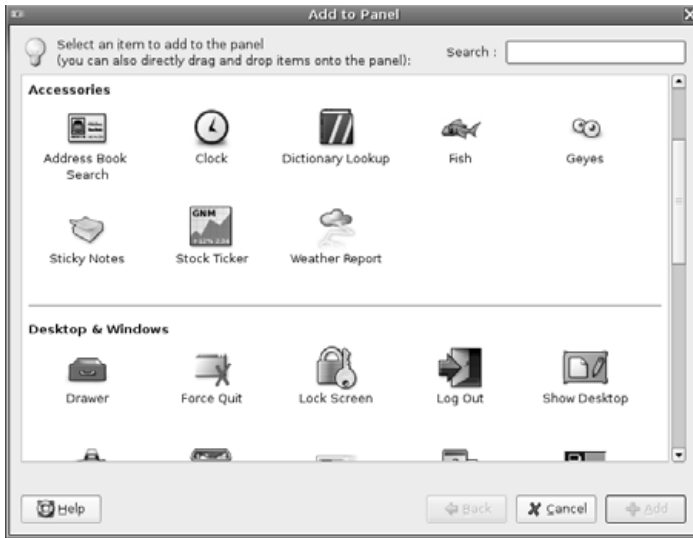 Add to Panel
Select an item to add to the panel
(you can also directly drag and drop items onto the panel):
Search :
Accessories
Address Book Search
Clock
Dictionary Lookup
Fish
Geyes
Sticky Notes
GNM
Stock Ticker
Weather Report
Desktop & Windows
Drawer
Force Quit
Lock Screen
Log Out
Show Desktop
Help
Back
Cancel
Add